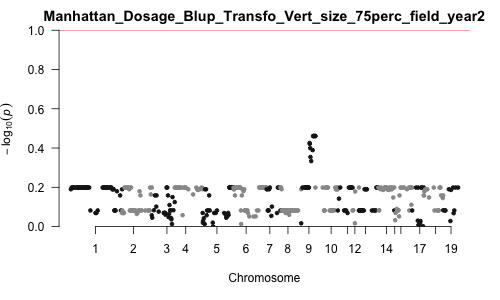 Manhattan_Dosage_Blup_Transfo_Vert_size_75perc_field_year2
1.0
0.8
0.6
0.4
0.2
0.0
−log10(p)
1 2 3 4 5 6 7 8 9 10 12 14 17 19
Chromosome